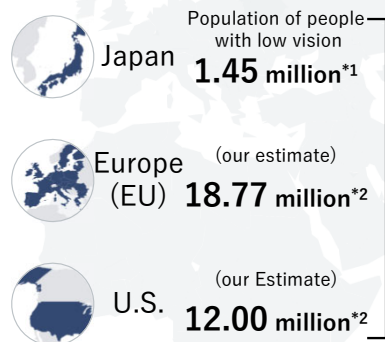 Population of people
with low vision
Japan
1.45 million*1
Europe
(EU)
(our estimate)
18.77 million*2
U.S.
(our Estimate)
12.00 million*2